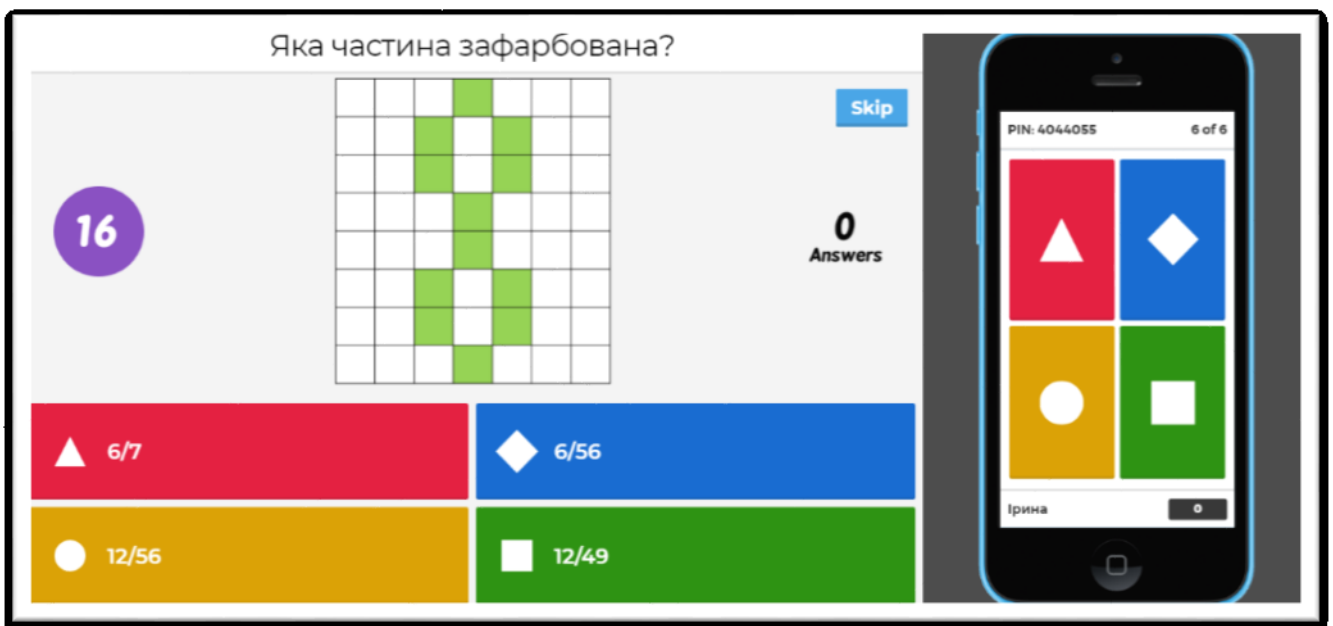 Яка частина зафарбована?
Skip
16
0
Answers
6/7
6/56
12/56
12/49
PIN: 4044055 6 of 6
Ірина 0